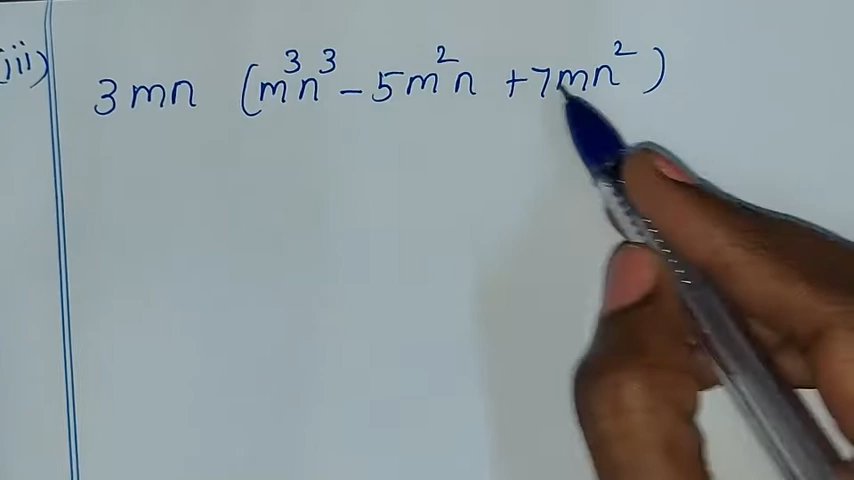 iii) 3mn (m³n³ - 5m²n + 7mn²)